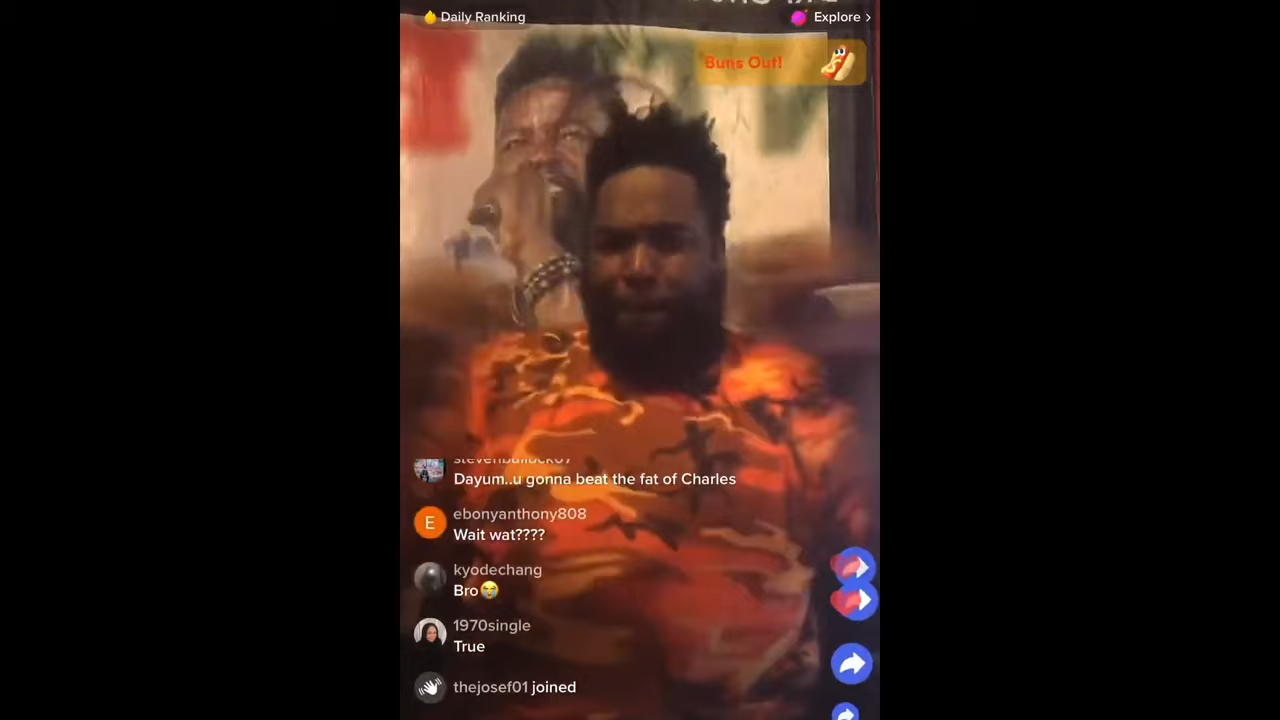 Daily Ranking
Explore
Buns Out!
Dayum..u gonna beat the fat of Charles
E
ebonyanthony808
Wait wat????
kyodechang
Bro😭
1970single
True
thejosef01 joined